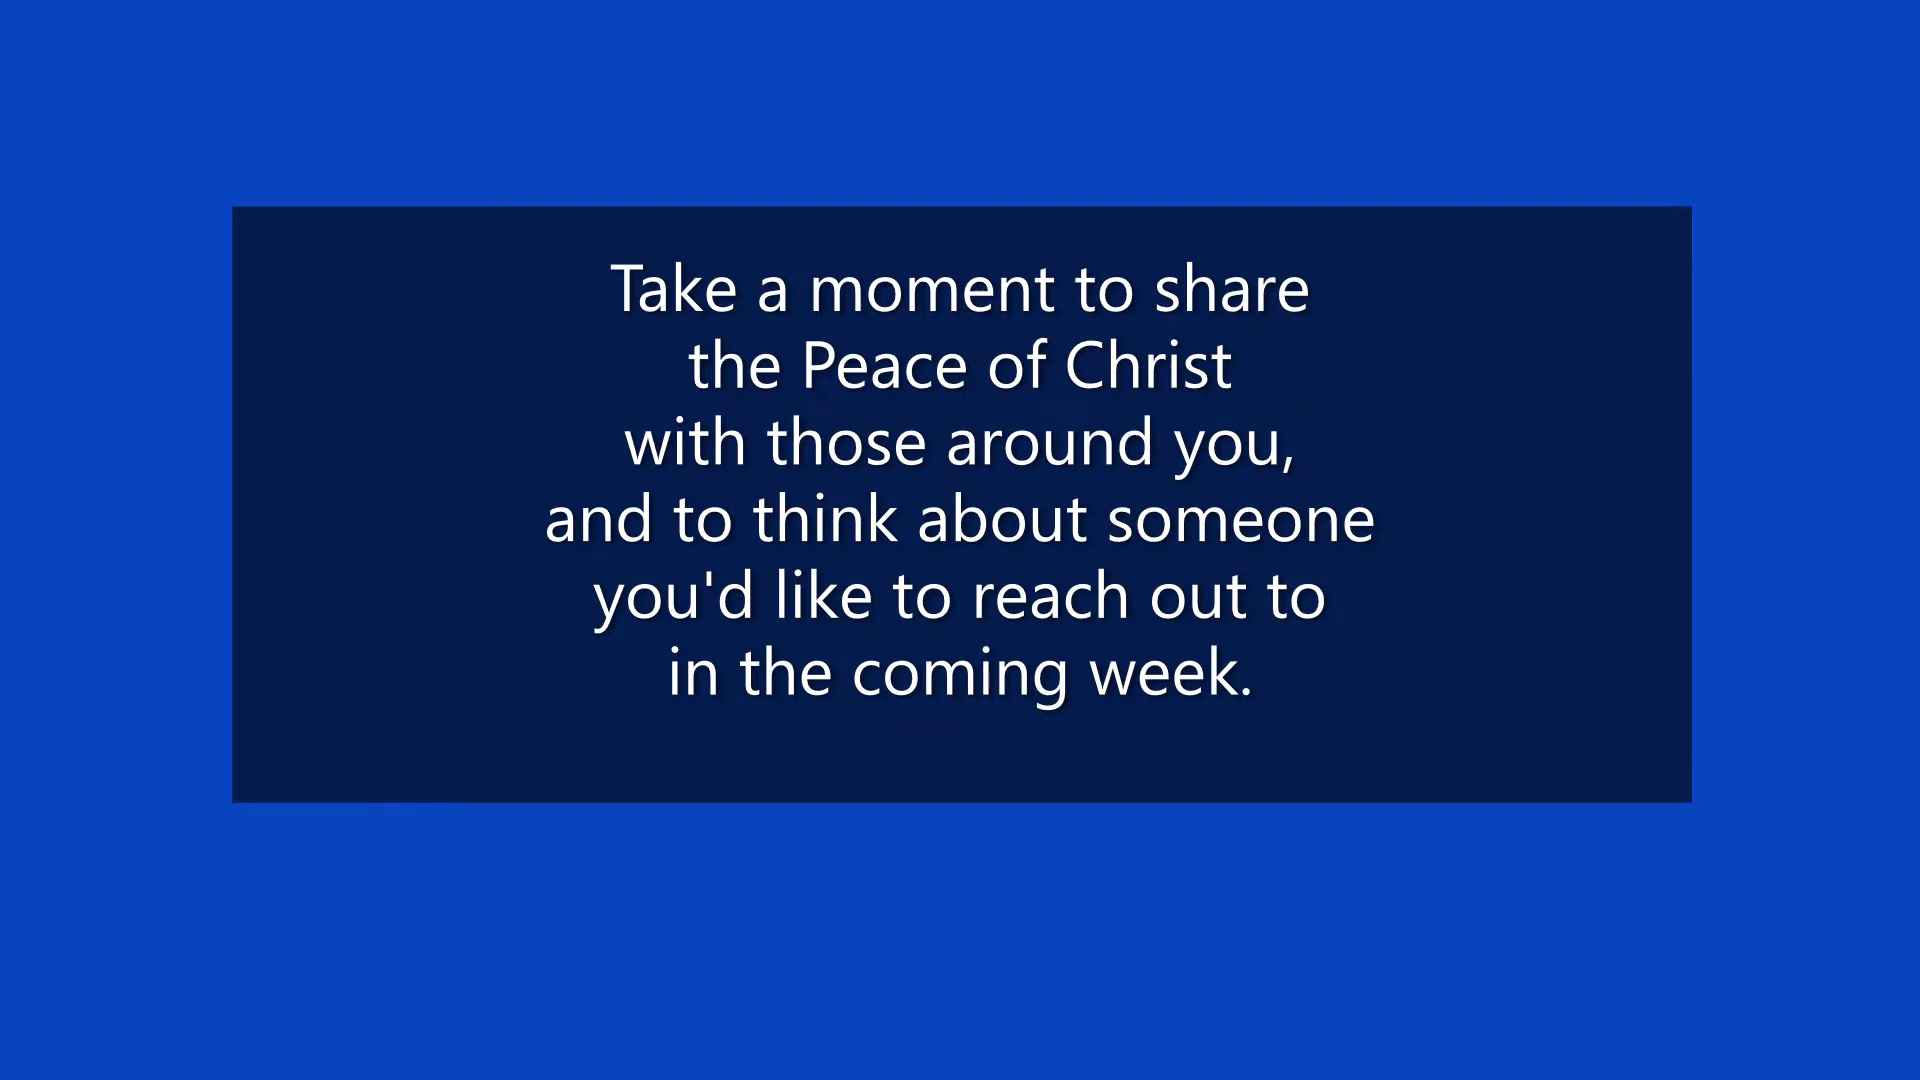 Take a moment to share
the Peace of Christ
with those around you,
and to think about someone
you'd like to reach out to
in the coming week.